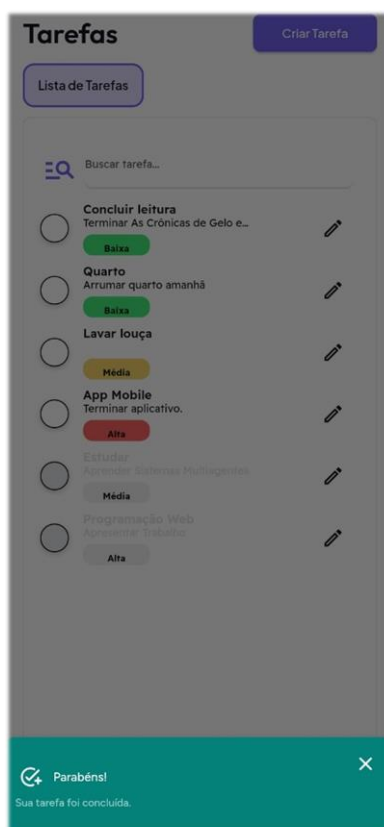 Tarefas
Criar Tarefa
Lista de Tarefas
Buscar tarefa...
Concluir leitura
Terminar As Crônicas de Gelo e...
Baixa
Quarto
Arrumar quarto amanhã
Baixa
Lavar louça
Média
App Mobile
Terminar aplicativo.
Alta
Estudar
Aprender Sistemas Multiagentes
Média
Programação Web
Apresentar Trabalho
Alta
Parabéns!
Sua tarefa foi concluída.